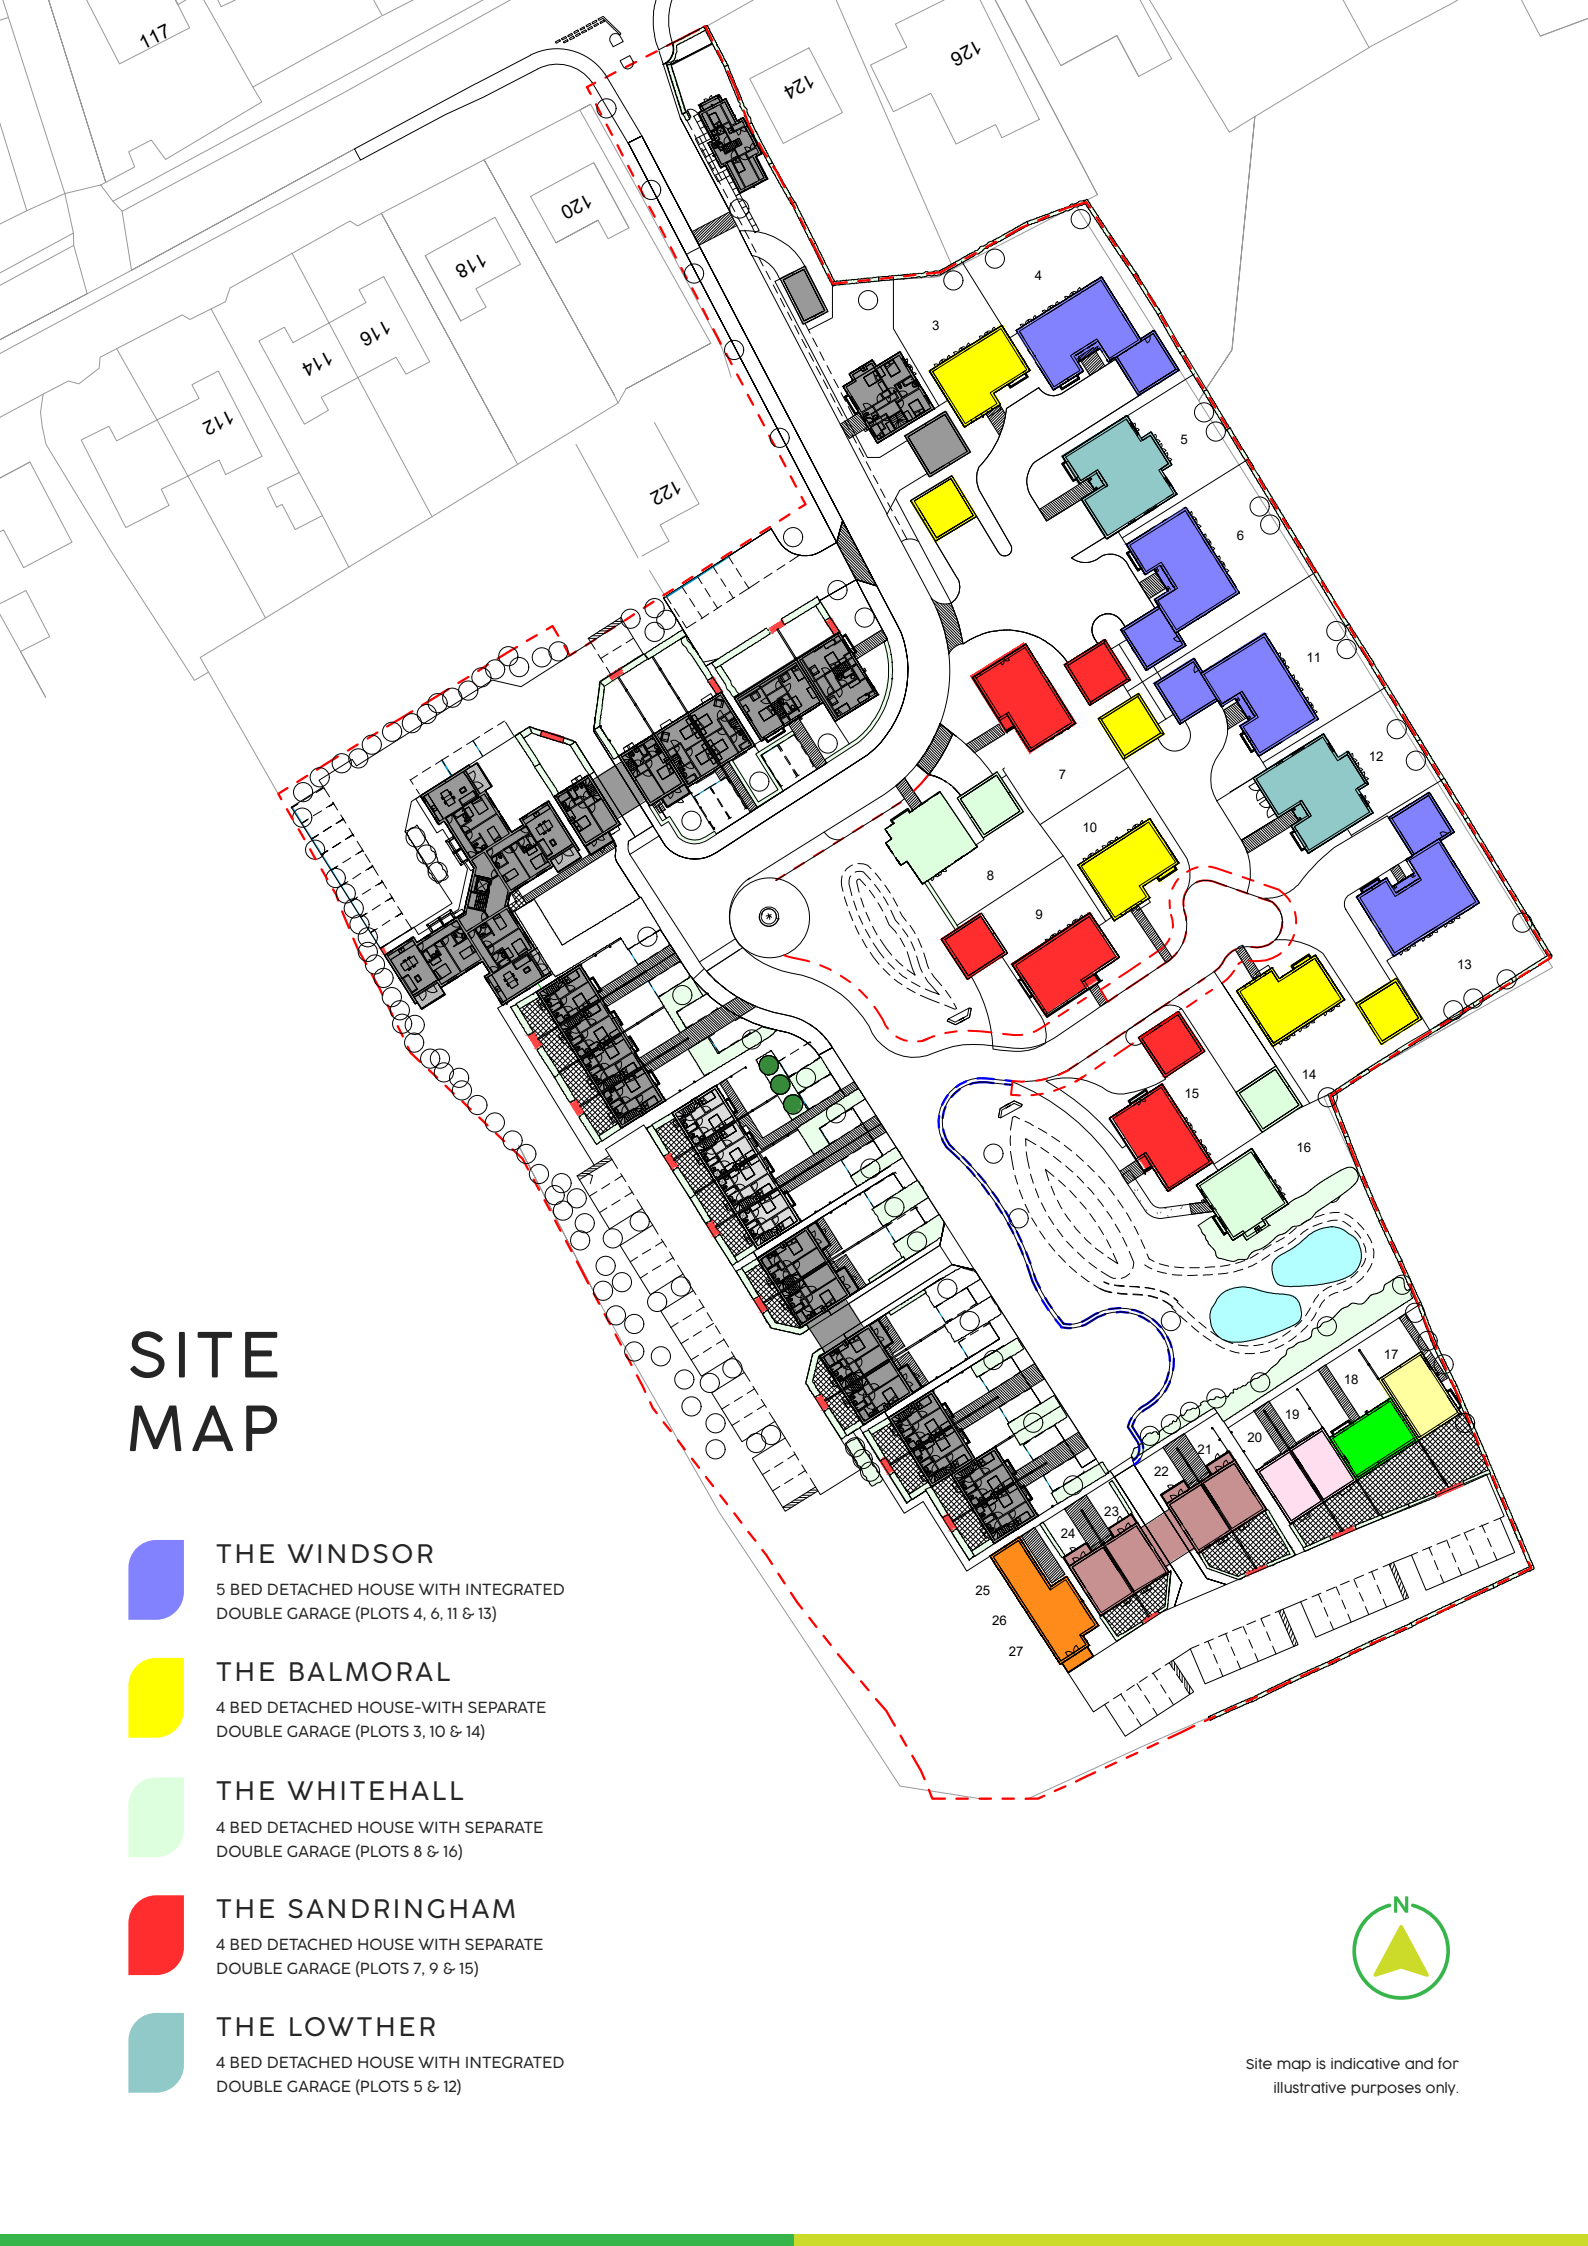 117
124
126
120
118
116
114
112
122
4
3
5
6
11
12
7
10
8
9
13
14
15
16
17
18
19
20
21
22
23
24
25
26
27
SITE
MAP
THE WINDSOR
5 BED DETACHED HOUSE WITH INTEGRATED
DOUBLE GARAGE (PLOTS 4, 6, 11 & 13)
THE BALMORAL
4 BED DETACHED HOUSE-WITH SEPARATE
DOUBLE GARAGE (PLOTS 3, 10 & 14)
THE WHITEHALL
4 BED DETACHED HOUSE WITH SEPARATE
DOUBLE GARAGE (PLOTS 8 & 16)
THE SANDRINGHAM
4 BED DETACHED HOUSE WITH SEPARATE
DOUBLE GARAGE (PLOTS 7, 9 & 15)
THE LOWTHER
4 BED DETACHED HOUSE WITH INTEGRATED
DOUBLE GARAGE (PLOTS 5 & 12)
N
Site map is indicative and for
illustrative purposes only.